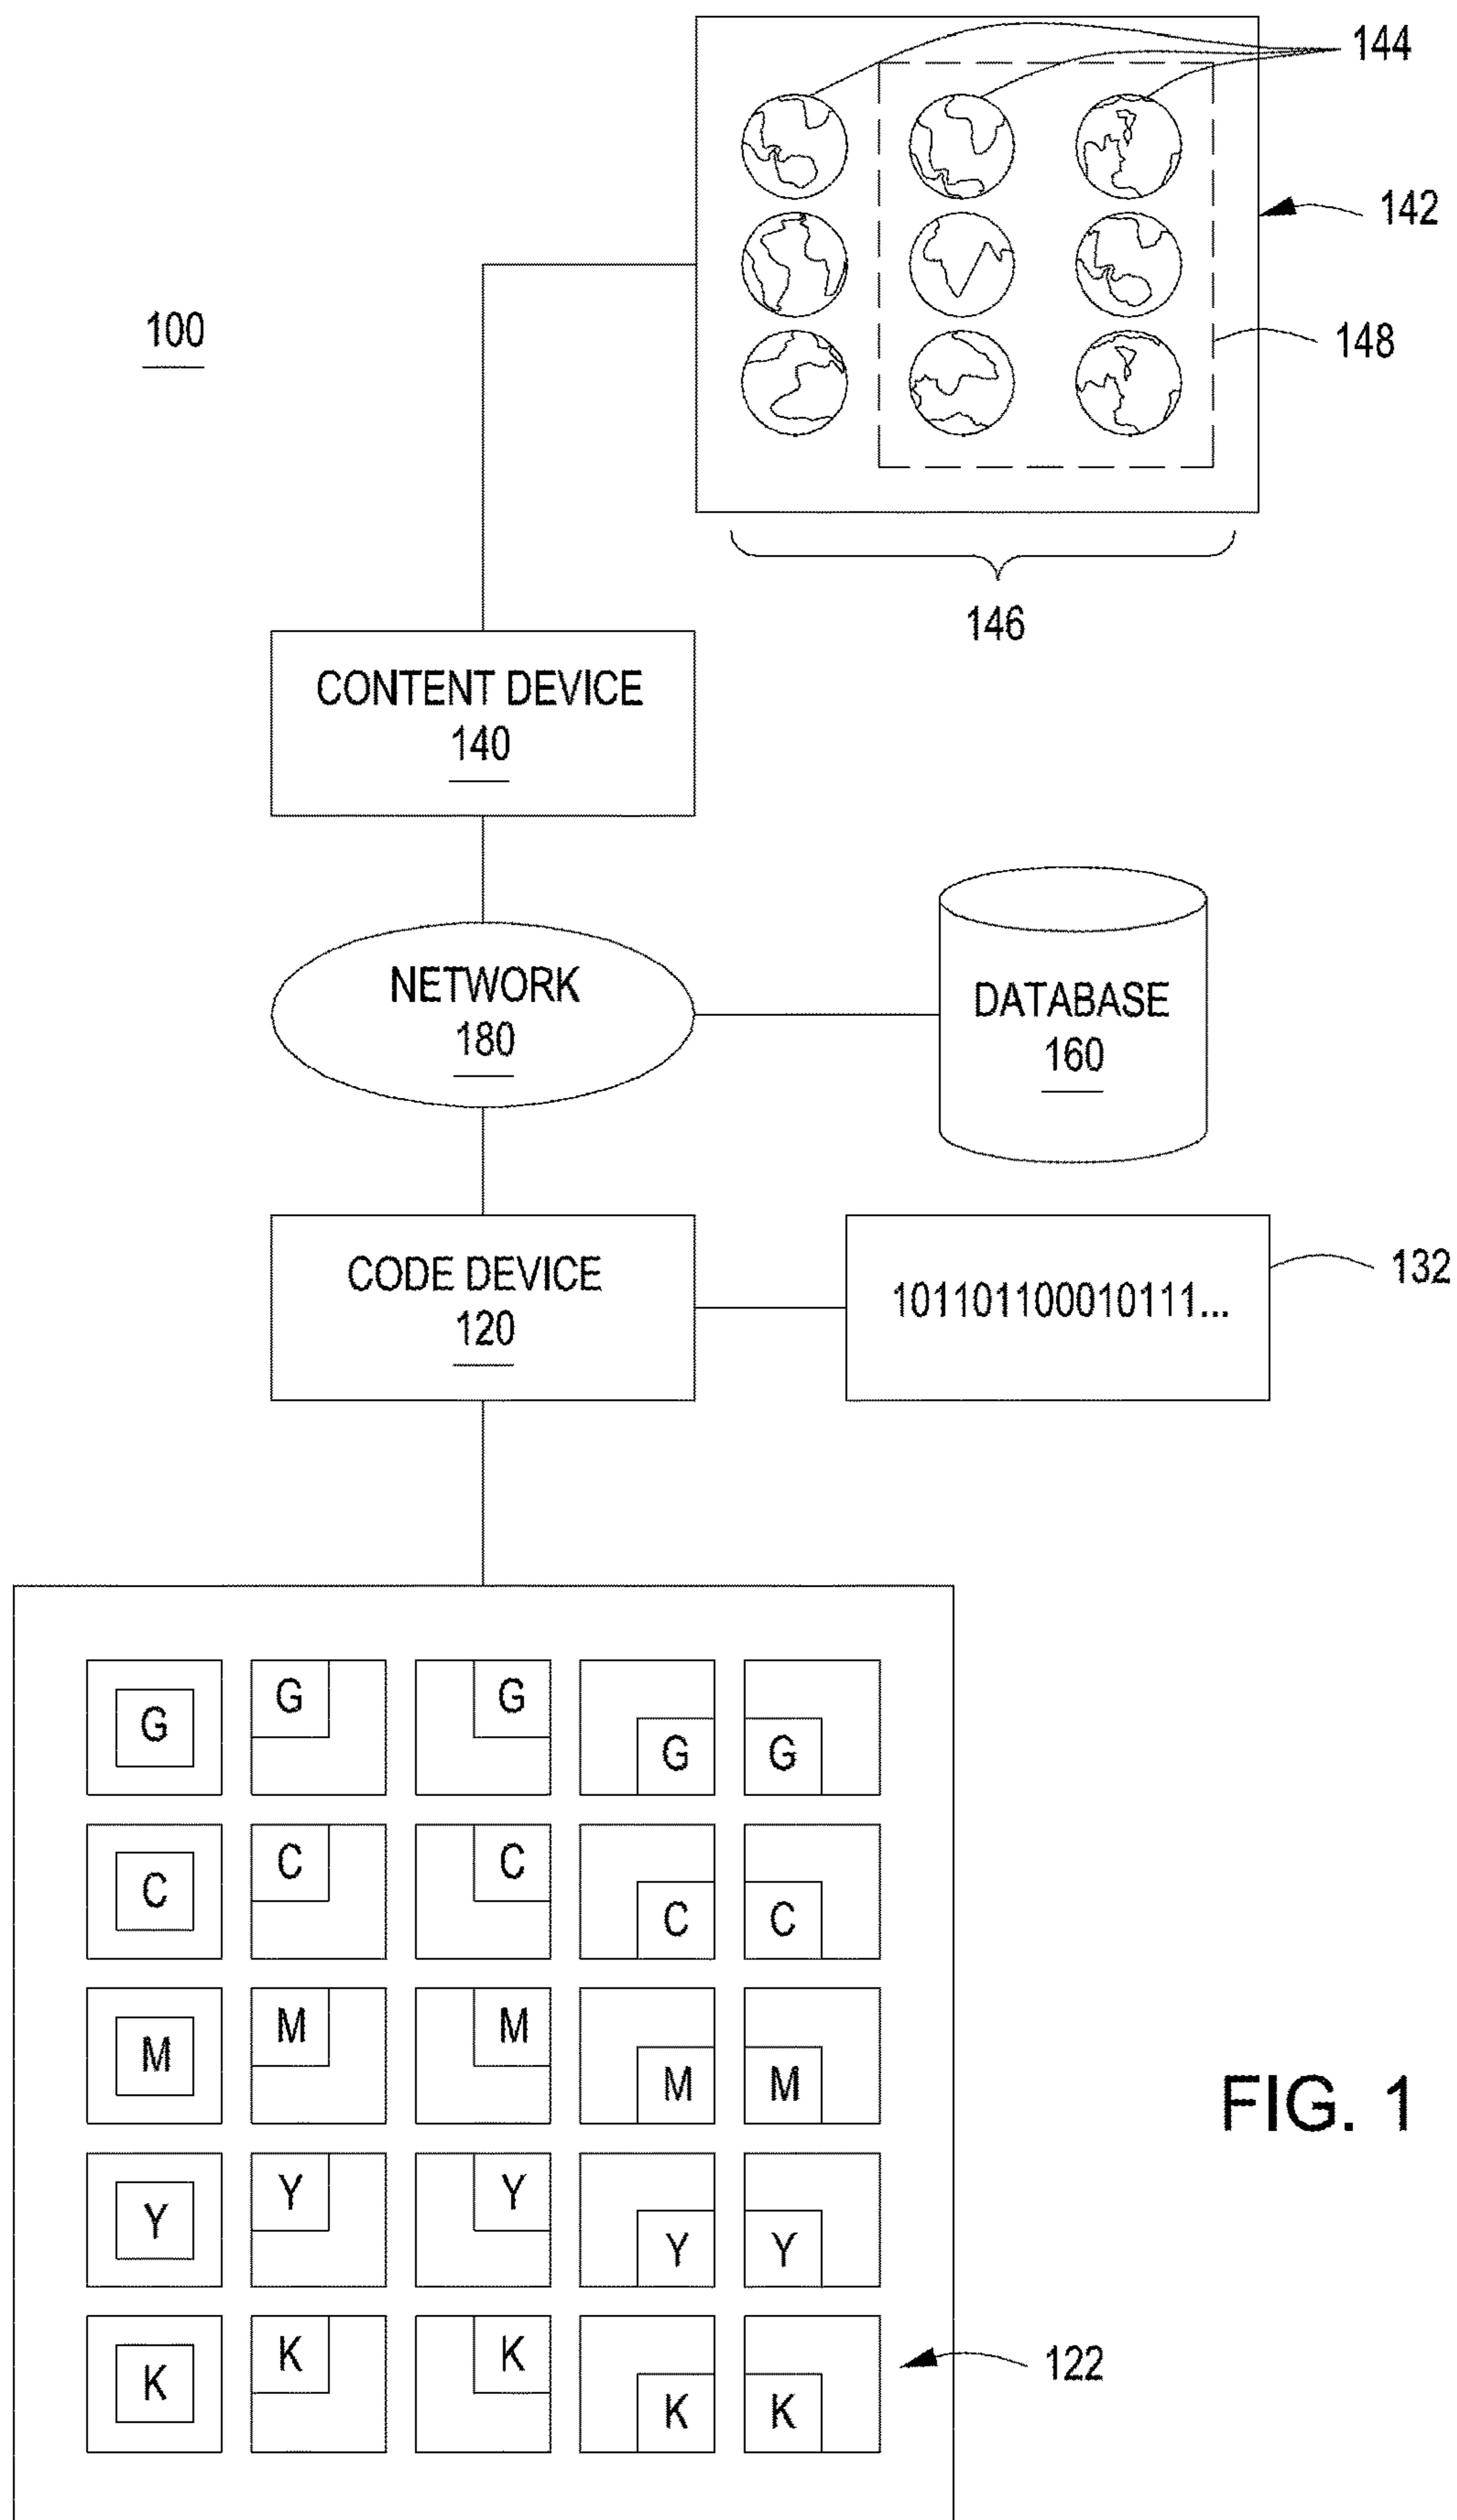 144
142
100
148
146
CONTENT DEVICE
140
NETWORK
180
DATABASE
160
CODE DEVICE
120
101101100010111...
132
G G G G G
C C C C C
M M M M M
Y Y Y Y Y
K K K K K
122
FIG. 1